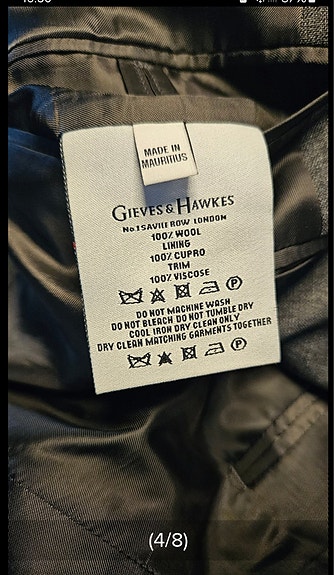 MADE IN
MAURITIUS
GIEVES & HAWKES
No.1 SAVILE ROW LONDON
100% WOOL
LINING
100% CUPRO
TRIM
100% VISCOSE
P
DO NOT MACHINE WASH
DO NOT BLEACH DO NOT TUMBLE DRY
COOL IRON DRY CLEAN ONLY
DRY CLEAN MATCHING GARMENTS TOGETHER
P
(4/8)